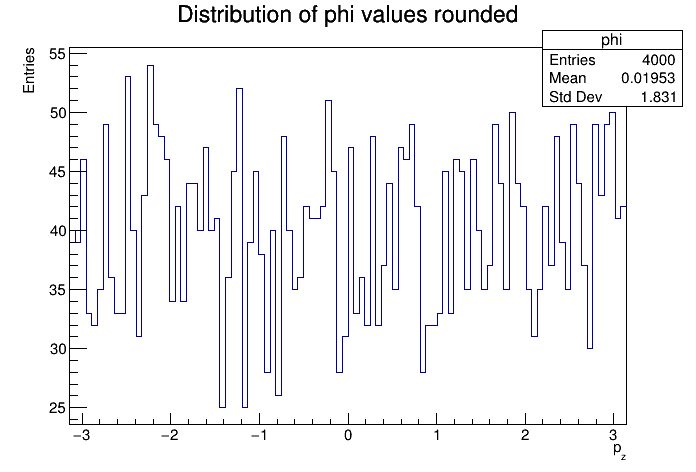 Distribution of phi values rounded
phi
Entries 4000
Mean 0.01953
Std Dev 1.831
Entries
55
50
45
40
35
30
25
−3 −2 −1 0 1 2 3
p_z